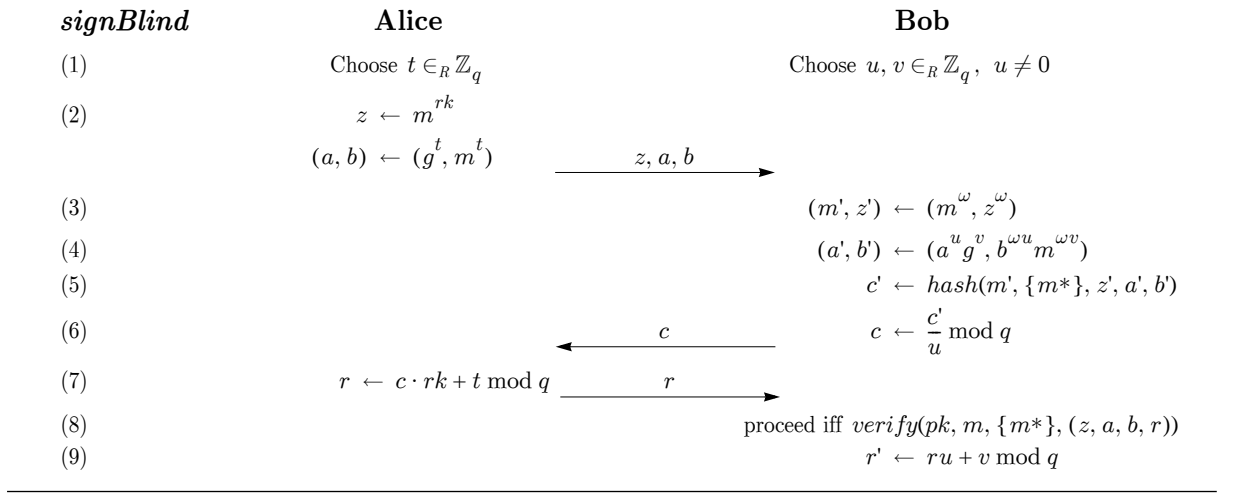 signBlind Alice Bob
(1) Choose t ∈_R ℤ_q Choose u, v ∈_R ℤ_q, u ≠ 0
(2) z ← m^{rk}
(a, b) ← (g^t, m^t) z, a, b
(3) (m', z') ← (m^ω, z^ω)
(4) (a', b') ← (a^u g^v, b^{ωu} m^{ωv})
(5) c' ← hash(m', {m*}, z', a', b')
(6) c c ← c'/u mod q
(7) r ← c · rk + t mod q r
(8) proceed iff verify(pk, m, {m*}, (z, a, b, r))
(9) r' ← ru + v mod q